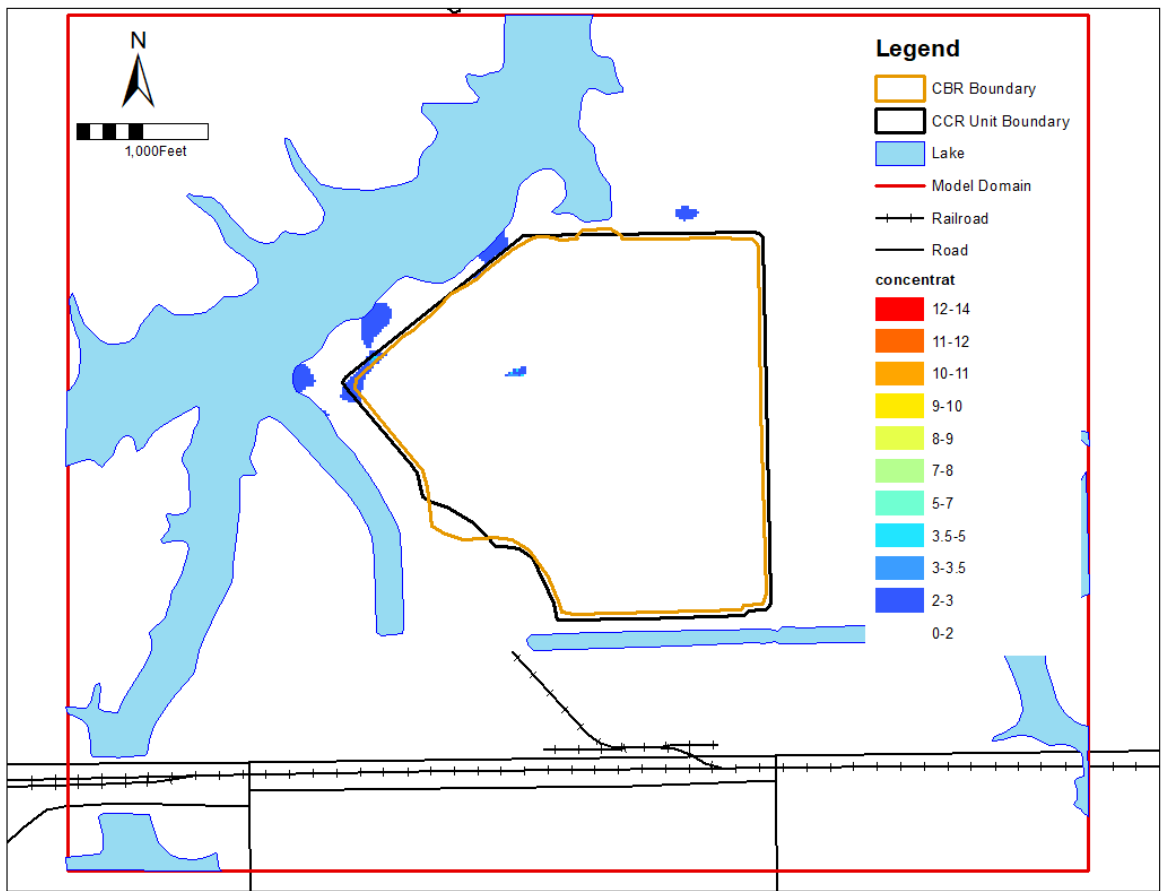 N
1,000Feet
Legend
CBR Boundary
CCR Unit Boundary
Lake
Model Domain
Railroad
Road
concentrat
12-14
11-12
10-11
9-10
8-9
7-8
5-7
3.5-5
3-3.5
2-3
0-2